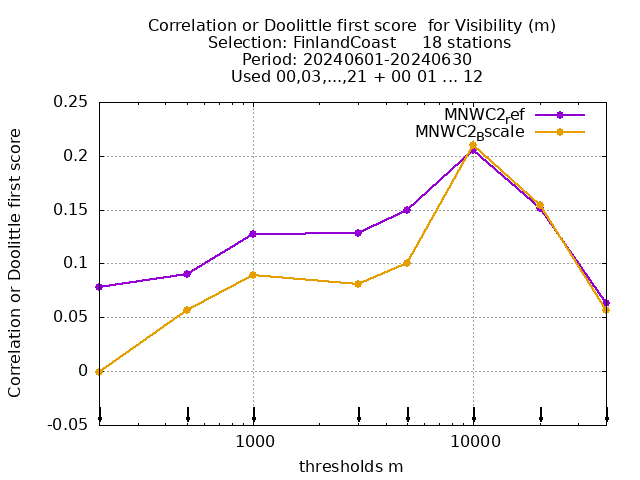 Correlation or Doolittle first score  for Visibility (m)
Selection: FinlandCoast     18 stations
Period: 20240601-20240630
Used 00,03,...,21 + 00 01 ... 12
MNWC2ref
MNWC2Bscale
0.25
0.2
0.15
0.1
0.05
0
-0.05
Correlation or Doolittle first score
1000
10000
thresholds m